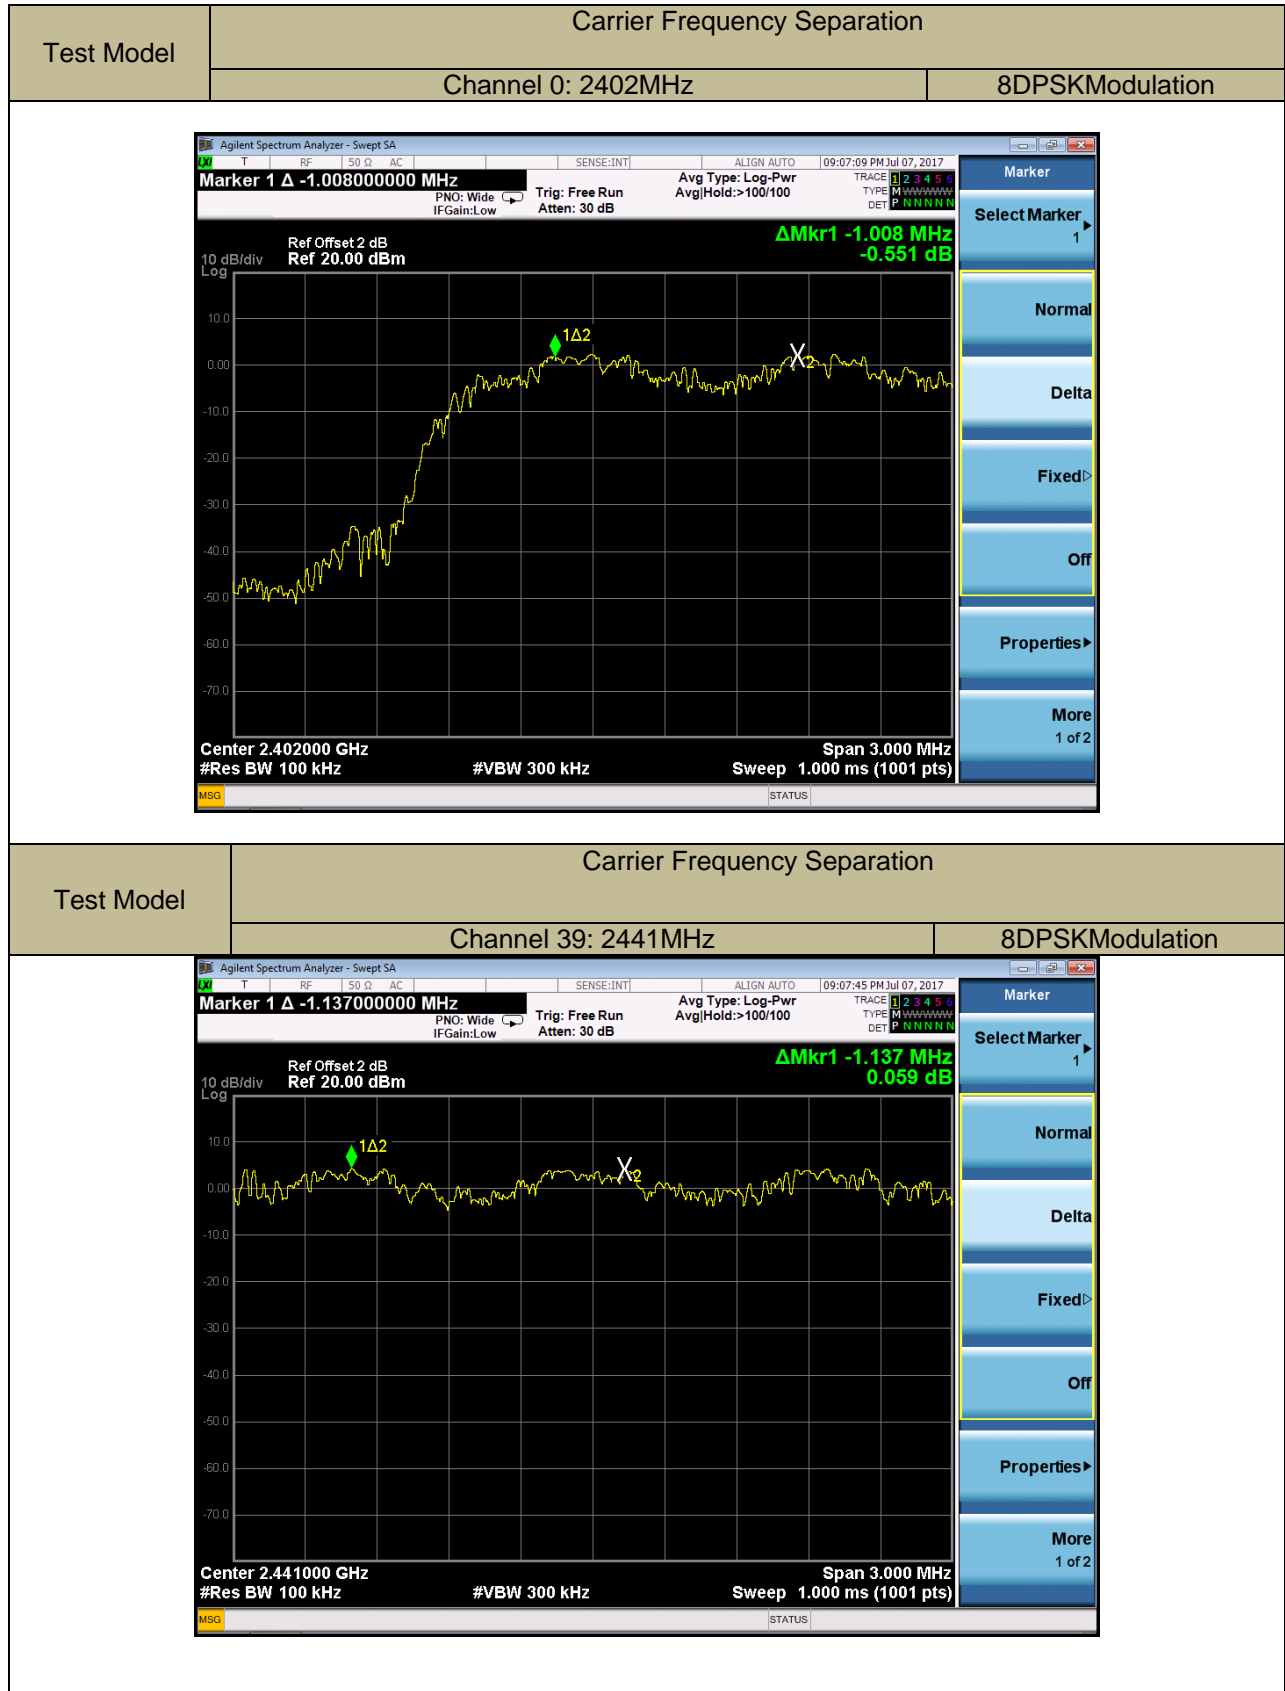 Carrier Frequency Separation
Test Model
Channel 0: 2402MHz
8DPSKModulation
Agilent Spectrum Analyzer - Swept SA
LXI T RF 50 Ω AC SENSE:INT ALIGN AUTO 09:07:09 PM Jul 07, 2017
Marker 1 Δ -1.008000000 MHz
PNO: Wide
IFGain:Low
Trig: Free Run
Atten: 30 dB
Avg Type: Log-Pwr
Avg|Hold:>100/100
TRACE 1 2 3 4 5 6
TYPE M WWWWW
DET P N N N N N
ΔMkr1 -1.008 MHz
-0.551 dB
Ref Offset 2 dB
10 dB/div Ref 20.00 dBm
Log
10.0
0.00
-10.0
-20.0
-30.0
-40.0
-50.0
-60.0
-70.0
1Δ2
X2
Center 2.402000 GHz Span 3.000 MHz
#Res BW 100 kHz #VBW 300 kHz Sweep 1.000 ms (1001 pts)
MSG STATUS
Marker
Select Marker
1
Normal
Delta
Fixed
Off
Properties
More
1 of 2
Carrier Frequency Separation
Test Model
Channel 39: 2441MHz
8DPSKModulation
Agilent Spectrum Analyzer - Swept SA
LXI T RF 50 Ω AC SENSE:INT ALIGN AUTO 09:07:45 PM Jul 07, 2017
Marker 1 Δ -1.137000000 MHz
PNO: Wide
IFGain:Low
Trig: Free Run
Atten: 30 dB
Avg Type: Log-Pwr
Avg|Hold:>100/100
TRACE 1 2 3 4 5 6
TYPE M WWWWW
DET P N N N N N
ΔMkr1 -1.137 MHz
0.059 dB
Ref Offset 2 dB
10 dB/div Ref 20.00 dBm
Log
10.0
0.00
-10.0
-20.0
-30.0
-40.0
-50.0
-60.0
-70.0
1Δ2
X2
Center 2.441000 GHz Span 3.000 MHz
#Res BW 100 kHz #VBW 300 kHz Sweep 1.000 ms (1001 pts)
MSG STATUS
Marker
Select Marker
1
Normal
Delta
Fixed
Off
Properties
More
1 of 2